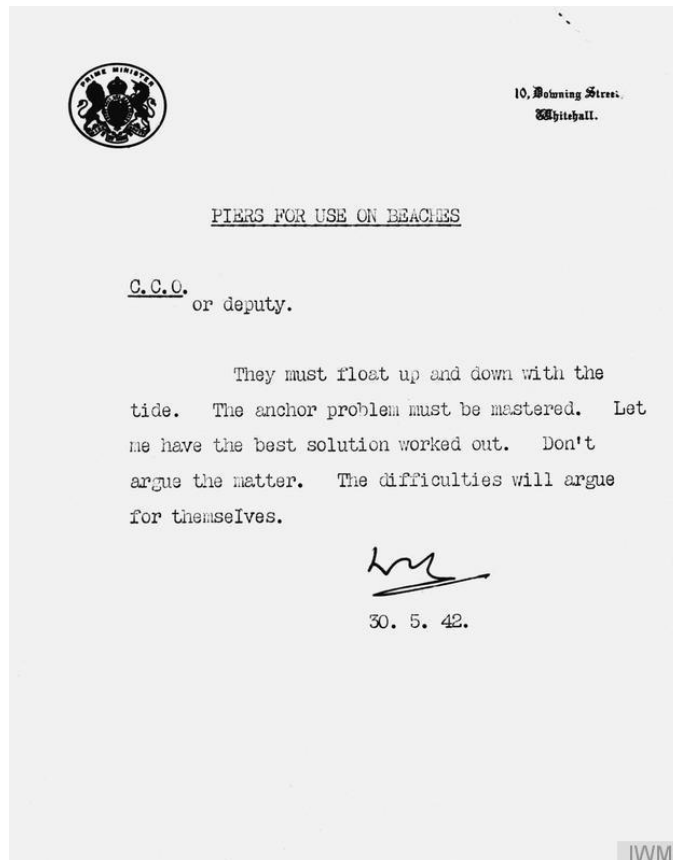 PRIME MINISTER
10, Downing Street,
Whitehall.
PIERS FOR USE ON BEACHES
C.C.O.
or deputy.
They must float up and down with the
tide. The anchor problem must be mastered. Let
me have the best solution worked out. Don't
argue the matter. The difficulties will argue
for themselves.
30. 5. 42.
IWM